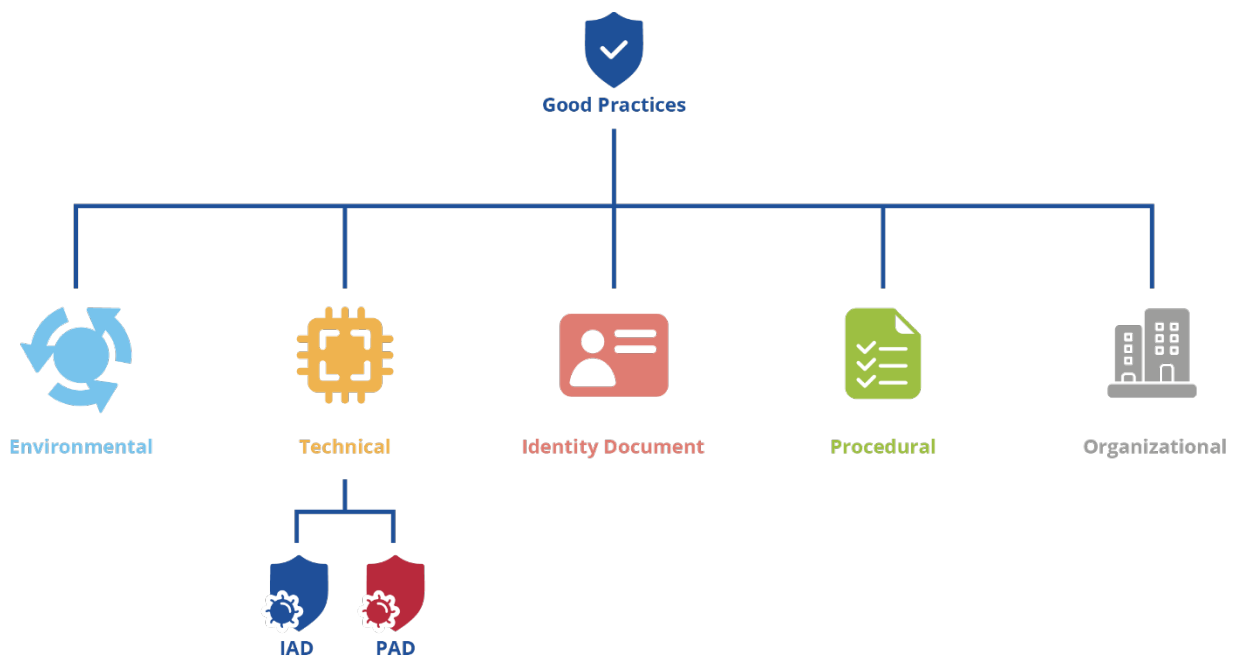 Good Practices
Environmental
Technical
Identity Document
Procedural
Organizational
IAD
PAD